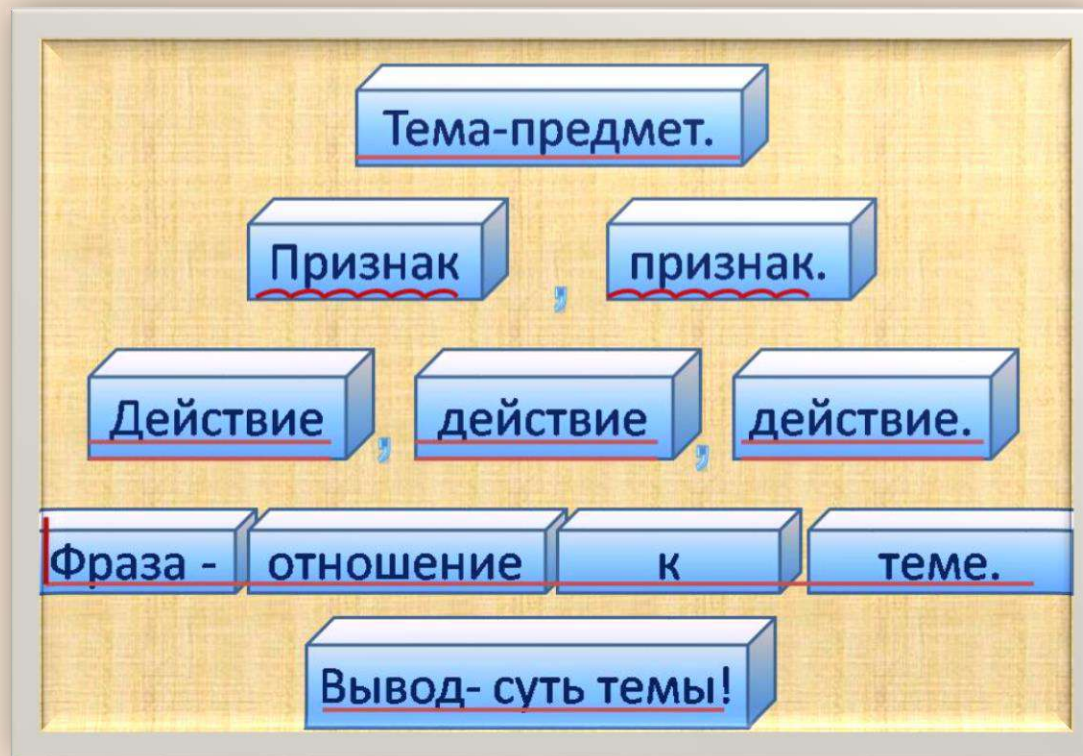 Тема-предмет.
Признак , признак.
Действие , действие , действие.
Фраза - отношение к теме.
Вывод- суть темы!